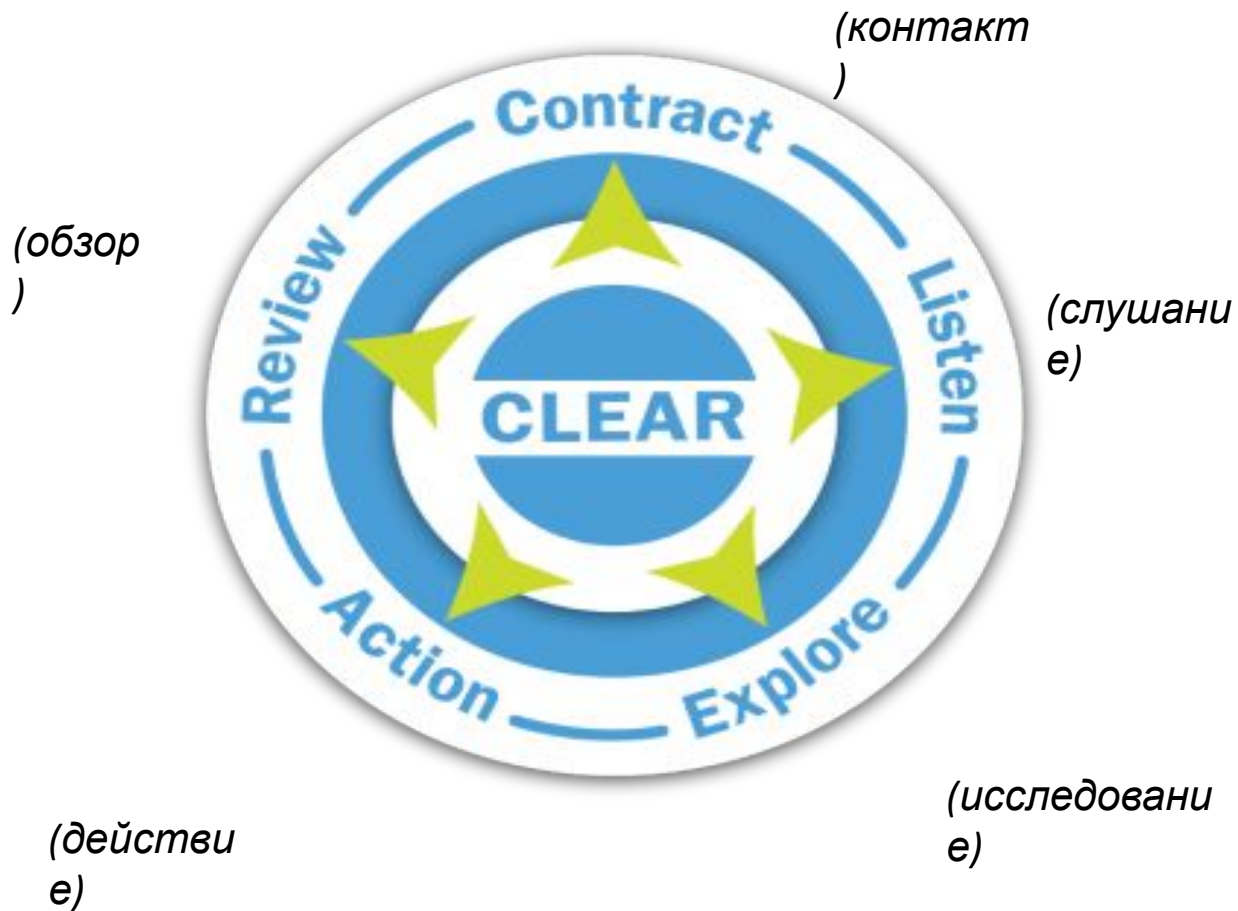 (контакт
)
Contract
(обзор
)
Review
Listen
(слушани
е)
CLEAR
Action
Explore
(исследовани
е)
(действи
е)